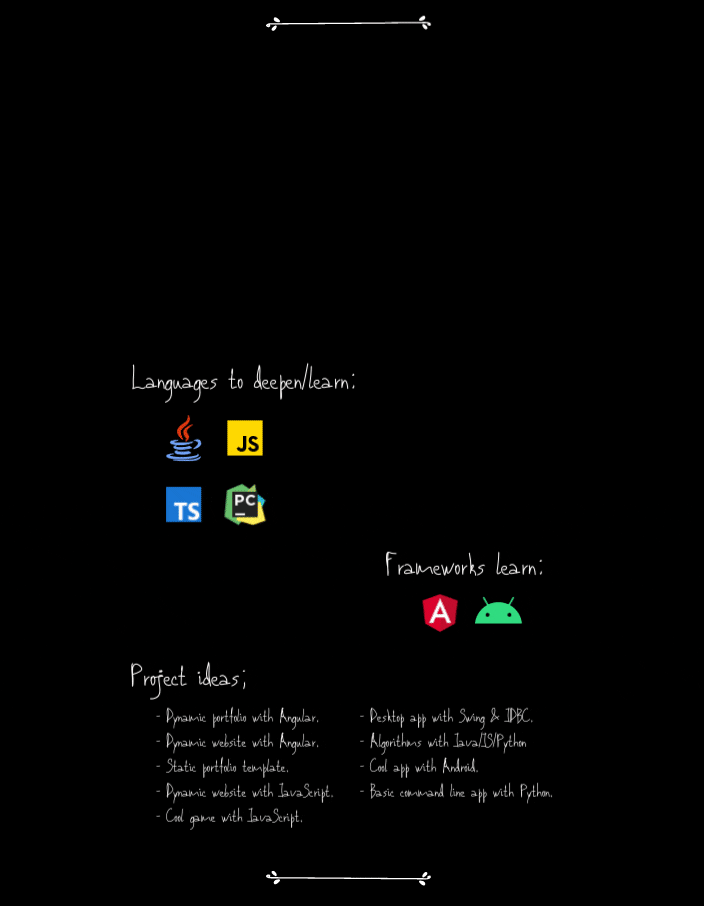 Languages to deepen/learn:
JS
TS
PC
Frameworks learn:
A
Project ideas;
- Dynamic portfolio with Angular.
- Dynamic website with Angular.
- Static portfolio template.
- Dynamic website with JavaScript.
- Cool game with JavaScript.
- Desktop app with Swing & JDBC.
- Algorithms with Java/JS/Python
- Cool app with Android.
- Basic command line app with Python.